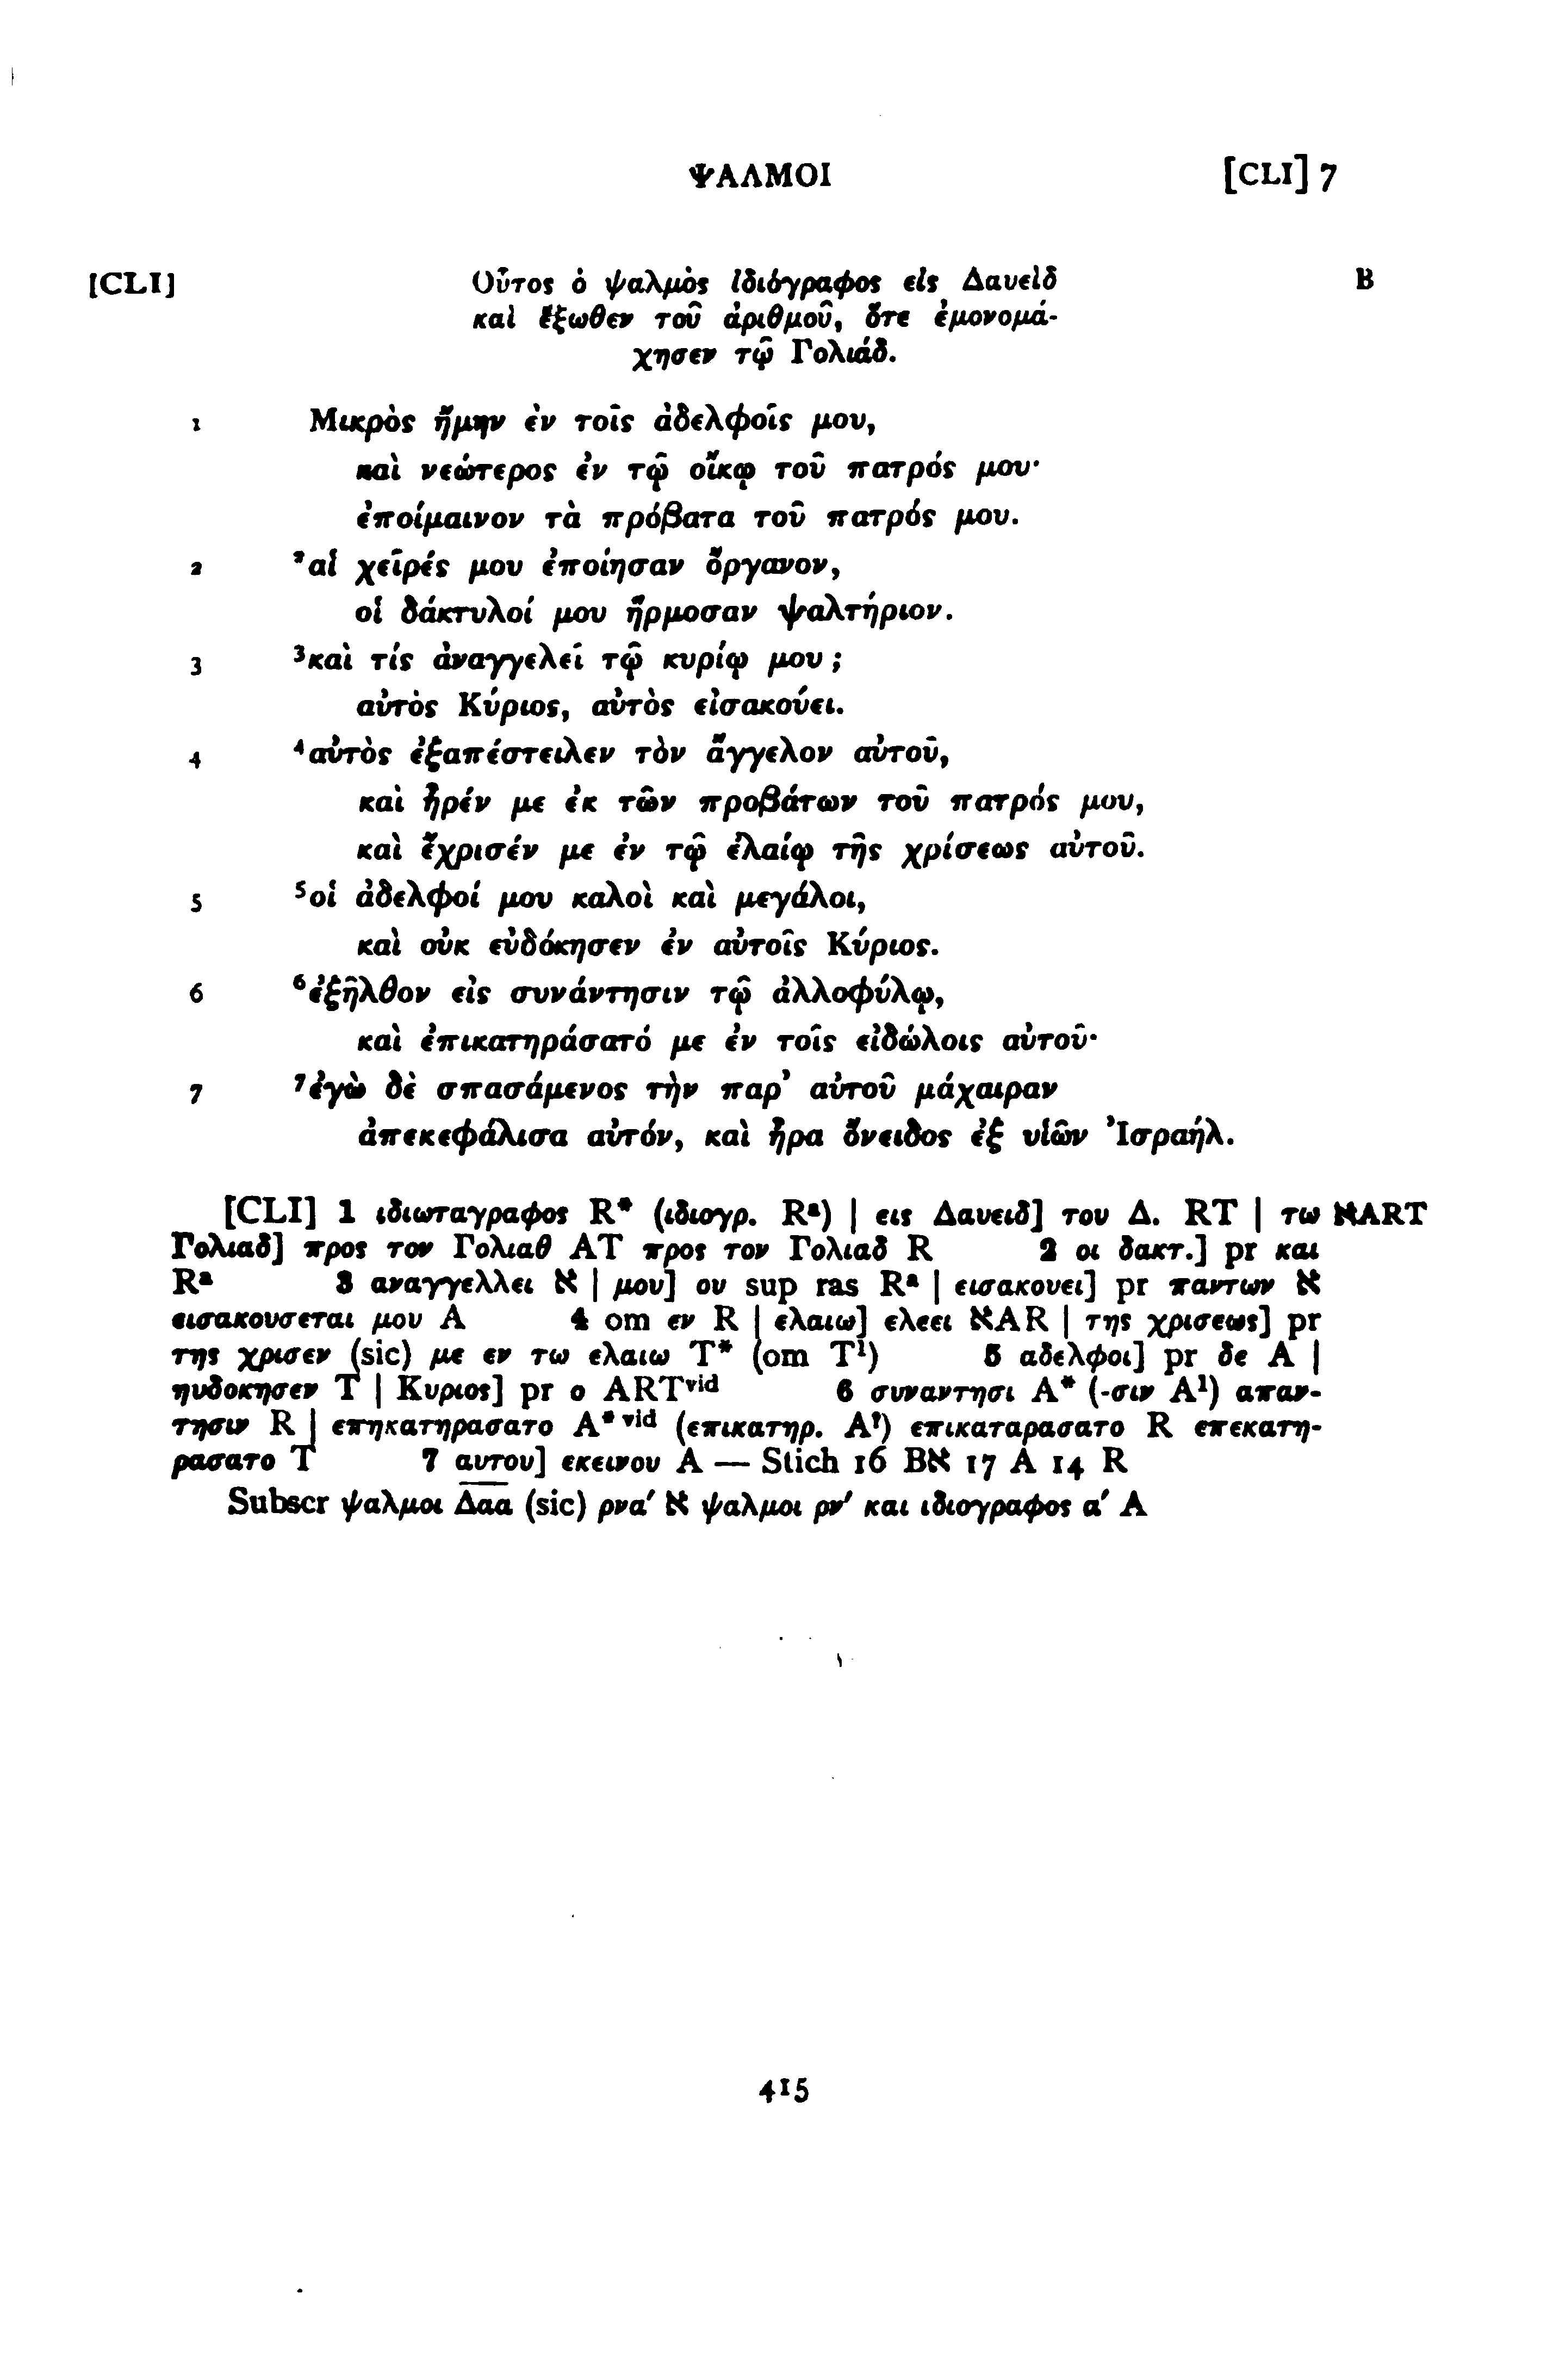 ΨΑΛΜΟΙ [CLI] 7
[CLI] Οὗτος ὁ ψαλμὸς ἰδιόγραφος εἰς Δαυεὶδ B
καὶ ἔξωθεν τοῦ ἀριθμοῦ, ὅτε ἐμονομά-
χησεν τῷ Γολιάδ.
1 Μικρὸς ἤμην ἐν τοῖς ἀδελφοῖς μου,
καὶ νεώτερος ἐν τῷ οἴκῳ τοῦ πατρός μου·
ἐποίμαινον τὰ πρόβατα τοῦ πατρός μου.
2 ²αἱ χεῖρές μου ἐποίησαν ὄργανον,
οἱ δάκτυλοί μου ἥρμοσαν ψαλτήριον.
3 ³καὶ τίς ἀναγγελεῖ τῷ κυρίῳ μου ;
αὐτὸς Κύριος, αὐτὸς εἰσακούει.
4 ⁴αὐτὸς ἐξαπέστειλεν τὸν ἄγγελον αὐτοῦ,
καὶ ἦρέν με ἐκ τῶν προβάτων τοῦ πατρός μου,
καὶ ἔχρισέν με ἐν τῷ ἐλαίῳ τῆς χρίσεως αὐτοῦ.
5 ⁵οἱ ἀδελφοί μου καλοὶ καὶ μεγάλοι,
καὶ οὐκ εὐδόκησεν ἐν αὐτοῖς Κύριος.
6 ⁶ἐξῆλθον εἰς συνάντησιν τῷ ἀλλοφύλῳ,
καὶ ἐπικατηράσατό με ἐν τοῖς εἰδώλοις αὐτοῦ·
7 ⁷ἐγὼ δὲ σπασάμενος τὴν παρ᾽ αὐτοῦ μάχαιραν
ἀπεκεφάλισα αὐτόν, καὶ ἦρα ὄνειδος ἐξ υἱῶν Ἰσραήλ.
[CLI] 1 ιδιωταγραφος R* (ιδιογρ. Rᵃ) | εις Δαυειδ] του Δ. RT | τω אART
Γολιαδ] προς τον Γολιαθ AT προς τον Γολιαδ R 2 οι δακτ.] pr και
Rᵃ 3 αναγγελλει א | μου] ου sup ras Rᵃ | εισακουει] pr παντων א
εισακουσεται μου A 4 om εν R | ελαιω] ελεει אAR | της χρισεως] pr
της χρισεν (sic) με εν τω ελαιω T* (om T¹) 5 αδελφοι] pr δε A |
ηυδοκησεν T | Κυριος] pr ο ARTᵛⁱᵈ 6 συναντησι A* (-σιν A¹) απαν-
τησιν R | επηκατηρασατο A*ᵛⁱᵈ (επικατηρ. A¹) επικαταρασατο R επεκατη-
ρασατο T 7 αυτου] εκεινου A — Stich 16 Bא 17 A 14 R
Subscr ψαλμοι Δα̅α̅ (sic) ρνα′ א ψαλμοι ρν′ και ιδιογραφος α′ A
415